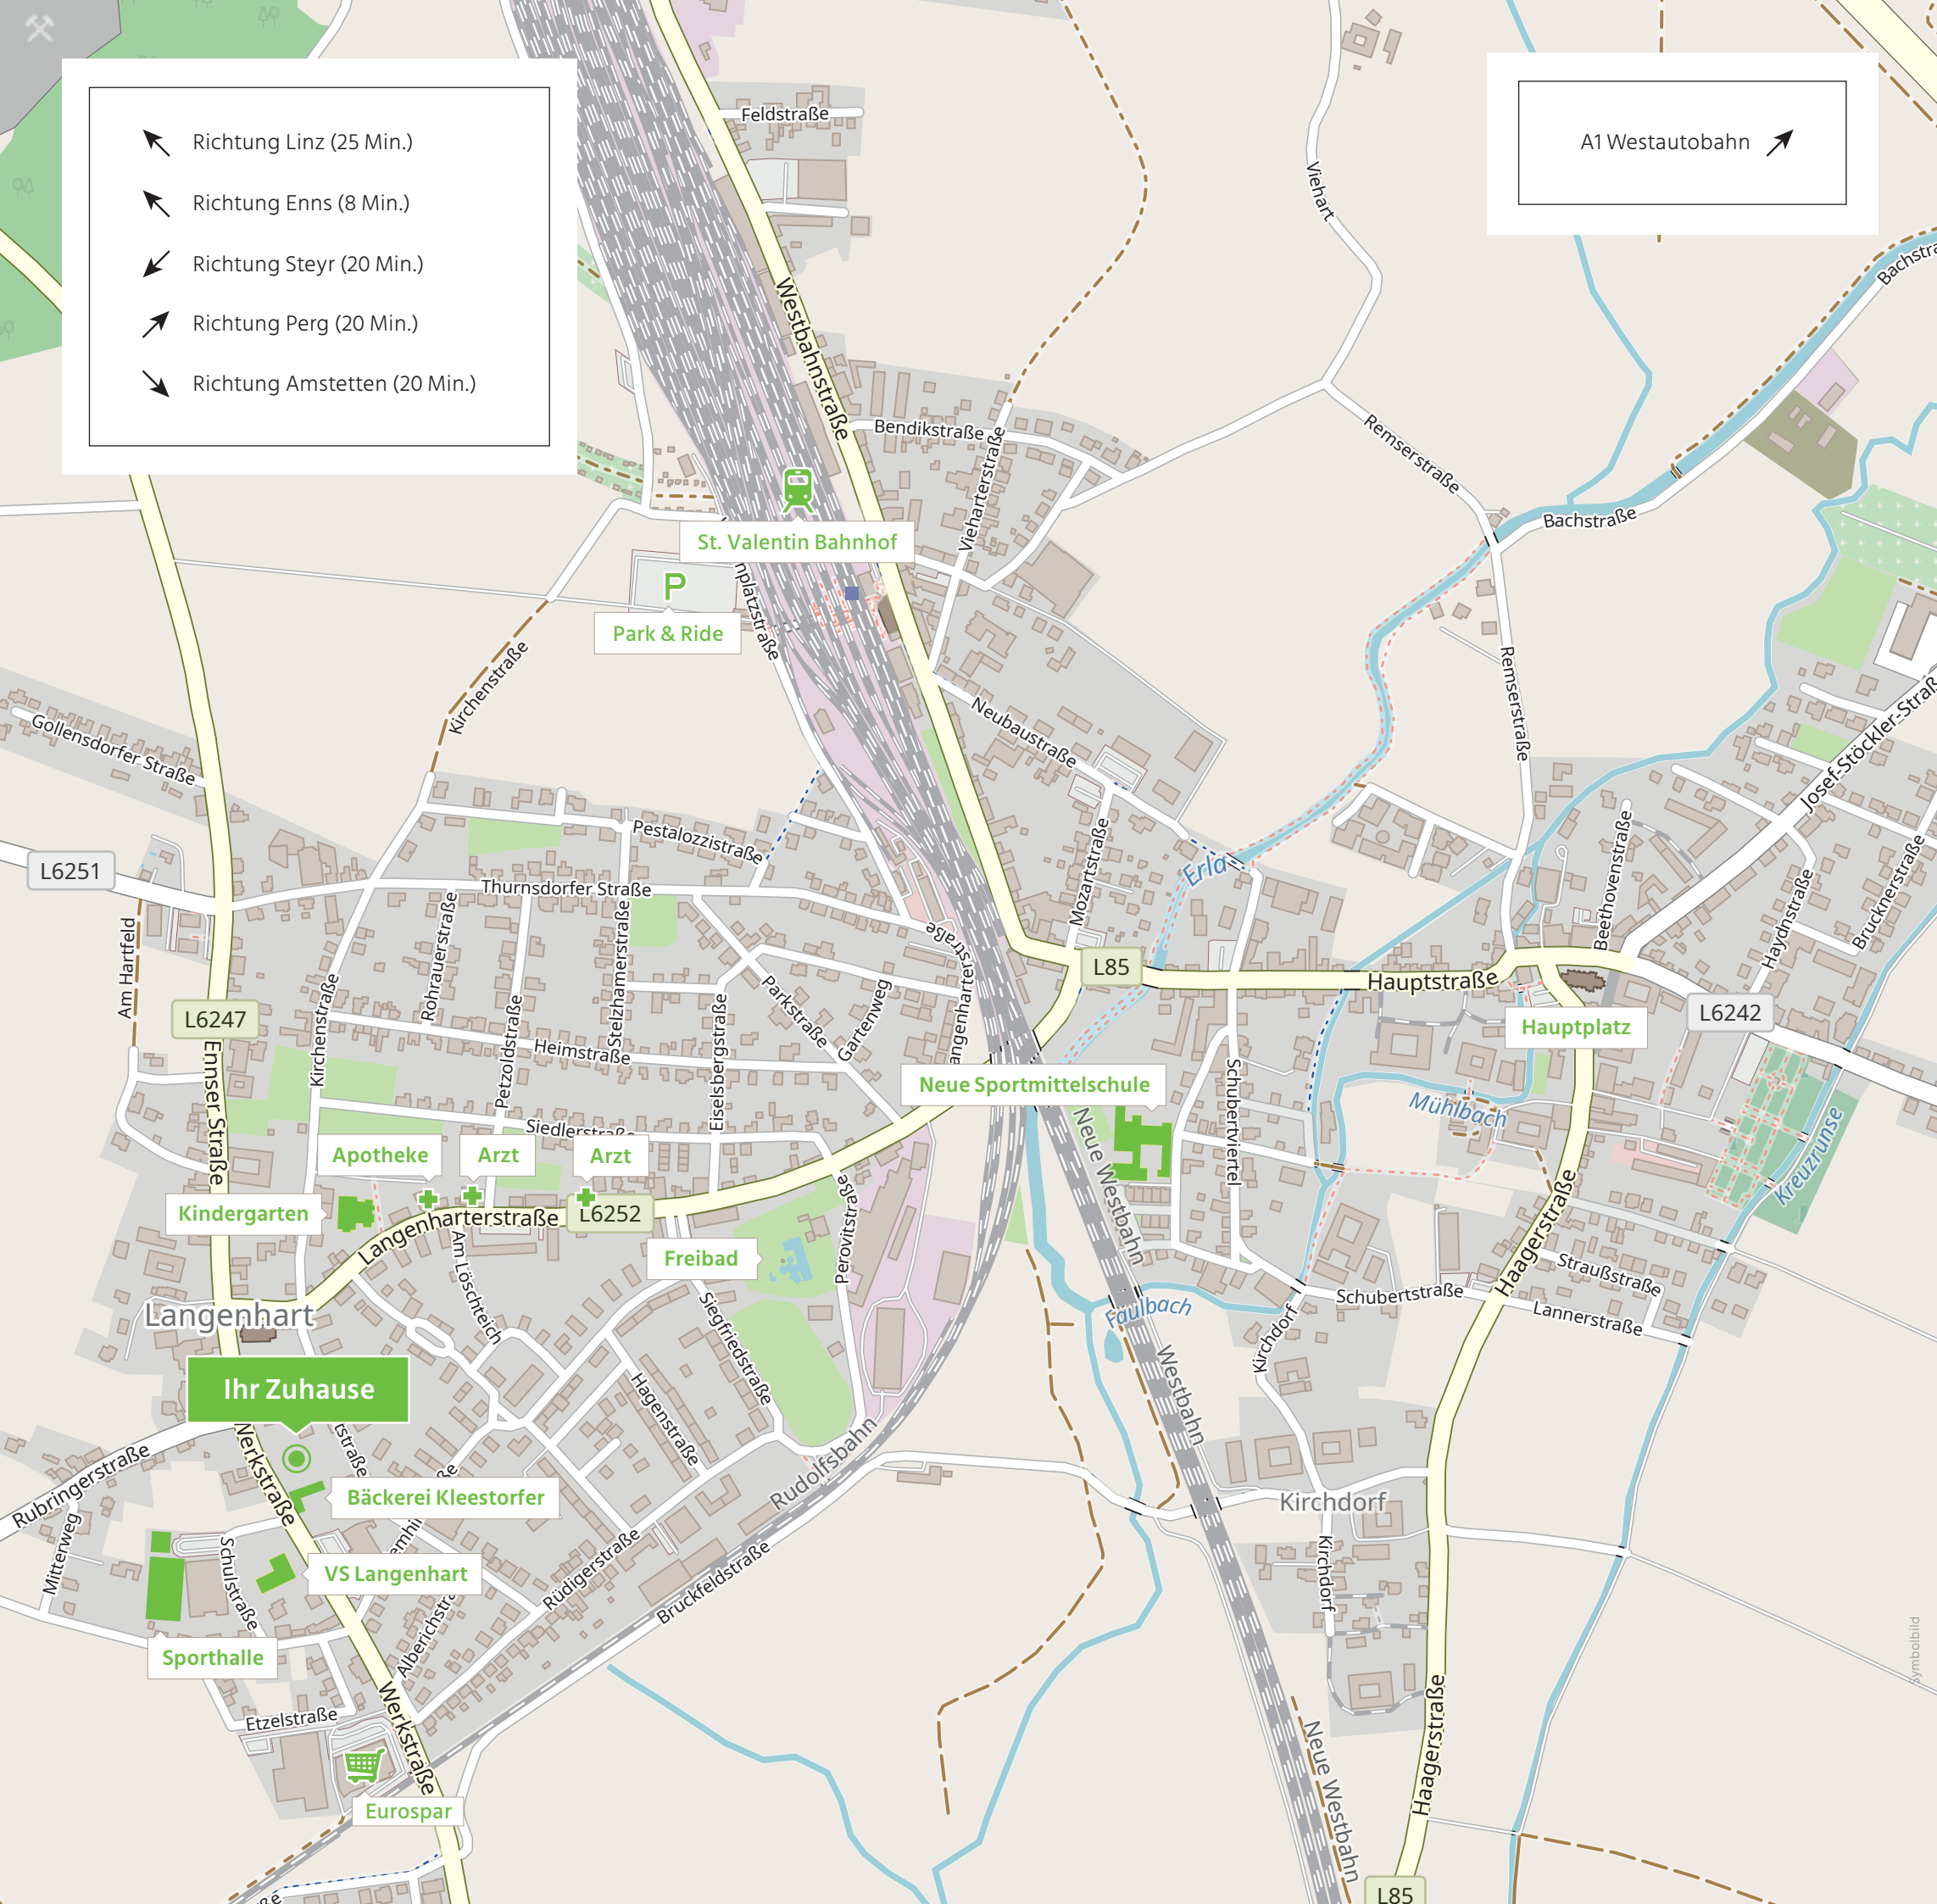 Richtung Linz (25 Min.)
Richtung Enns (8 Min.)
Richtung Steyr (20 Min.)
Richtung Perg (20 Min.)
Richtung Amstetten (20 Min.)
A1 Westautobahn
Feldstraße
Viehart
Westbahnstraße
Bendikstraße
Viehartstraße
Remserstraße
Bachstraße
St. Valentin Bahnhof
P
Park & Ride
Kirchenstraße
Gollensdorfer Straße
Neubaustraße
Remserstraße
Josef-Stöckler-Straß
Pestalozzistraße
Thurnsdorfer Straße
L6251
Mozartstraße
Erla
Beethovenstraße
Haydnstraße
Brucknerstraße
Am Hartfeld
Rohrauerstraße
Stelzhamerstraße
Petzoldstraße
Kirchenstraße
Parkstraße
Gartenweg
L85
Hauptstraße
L6242
Hauptplatz
L6247
Ennser Straße
Heimstraße
Eiselsbergstraße
Neue Sportmittelschule
Schubertviertel
Mühlbach
Kreuzrunse
Siedlerstraße
Apotheke
Arzt
Arzt
Kindergarten
Langenharterstraße
L6252
Freibad
Perovitstraße
Neue Westbahn
Haagerstraße
Straußstraße
Lannerstraße
Schubertstraße
Faulbach
Kirchdorf
Am Löschteich
Siegfriedstraße
Langenhart
Ihr Zuhause
Hagenstraße
Westbahn
Rudolfsbahn
Rubringerstraße
Werkstraße
Bäckerei Kleestorfer
Kirchdorf
Mitterweg
Schulstraße
VS Langenhart
Rüdigerstraße
Bruckfeldstraße
Kirchdorf
Sporthalle
Symbolbild
Etzelstraße
Werkstraße
Haagerstraße
Neue Westbahn
Eurospar
L85